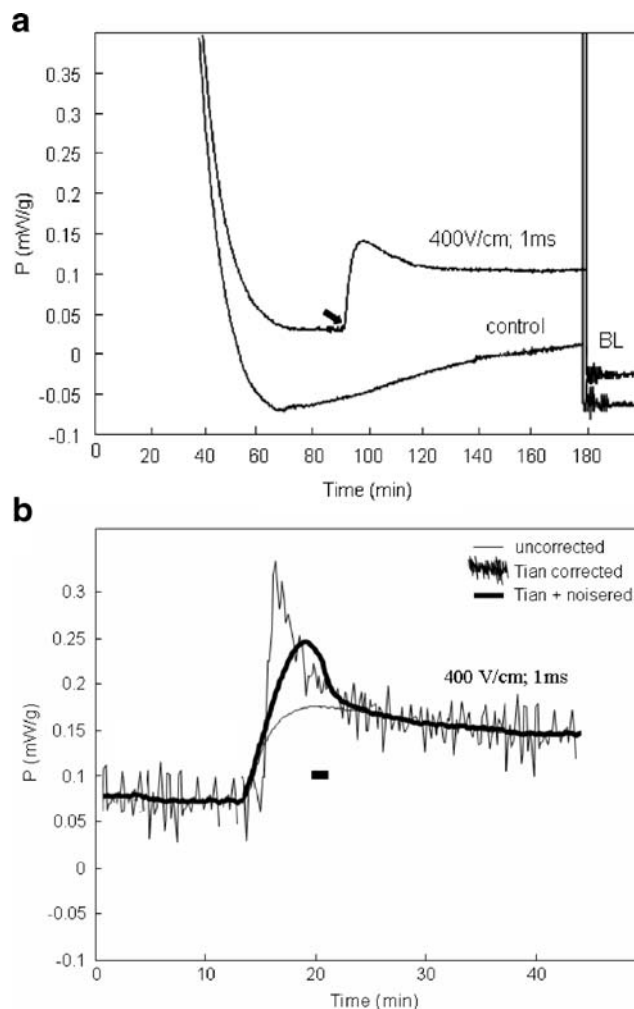 a
0.35
0.3
0.25
0.2
0.15
0.10
0.05
0
-0.05
-0.1
P (mW/g)
400V/cm; 1ms
control
BL
0 20 40 60 80 100 120 140 160 180
Time (min)
b
uncorrected
Tian corrected
Tian + noisered
0.3
0.25
0.2
0.15
0.1
0.05
0
-0.05
-0.1
P (mW/g)
400 V/cm; 1ms
0 10 20 30 40
Time (min)